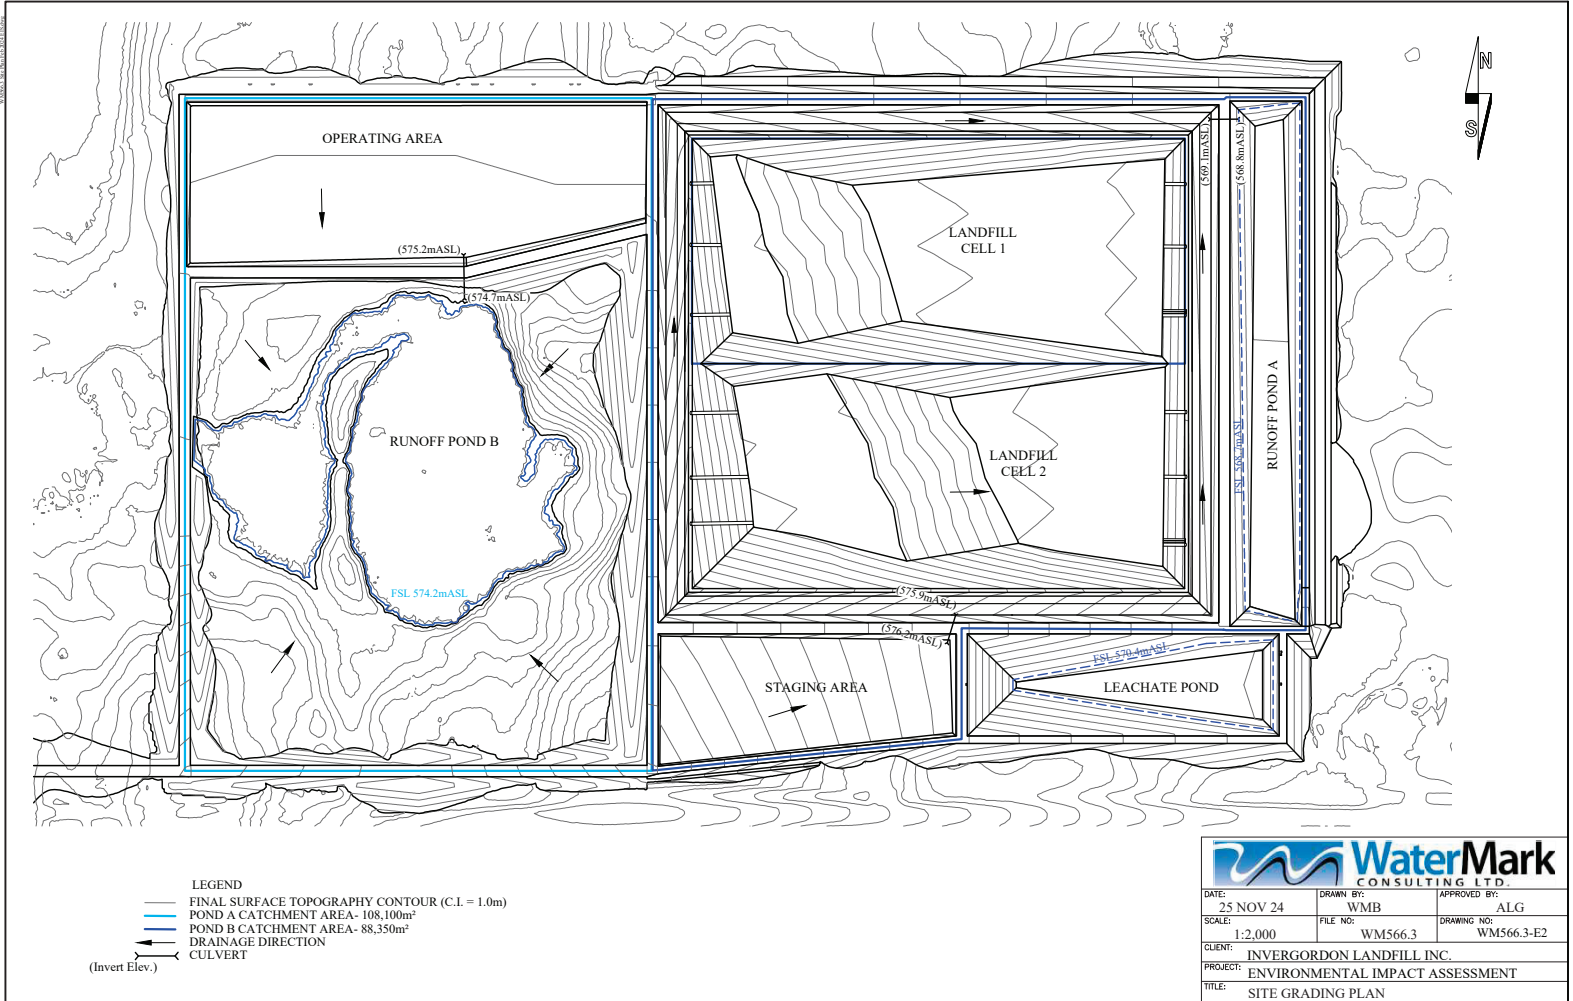 N
S
OPERATING AREA
(575.2mASL)
(574.7mASL)
RUNOFF POND B
FSL 574.2mASL
LANDFILL
CELL 1
LANDFILL
CELL 2
(569.1mASL)
(568.8mASL)
FSL 568.7mASL
RUNOFF POND A
(575.9mASL)
(576.2mASL)
STAGING AREA
FSL 570.4mASL
LEACHATE POND
LEGEND
FINAL SURFACE TOPOGRAPHY CONTOUR (C.I. = 1.0m)
POND A CATCHMENT AREA- 108,100m²
POND B CATCHMENT AREA- 88,350m²
DRAINAGE DIRECTION
CULVERT
(Invert Elev.)
WaterMark
CONSULTING LTD.
DATE: DRAWN BY: APPROVED BY:
25 NOV 24 WMB ALG
SCALE: FILE NO: DRAWING NO:
1:2,000 WM566.3 WM566.3-E2
CLIENT: INVERGORDON LANDFILL INC.
PROJECT: ENVIRONMENTAL IMPACT ASSESSMENT
TITLE: SITE GRADING PLAN